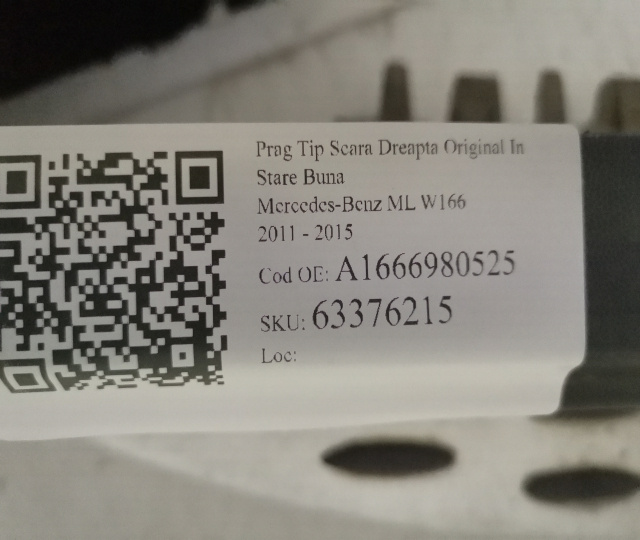 Prag Tip Scara Dreapta Original In
Stare Buna
Mercedes-Benz ML W166
2011 - 2015
Cod OE: A1666980525
SKU: 63376215
Loc: